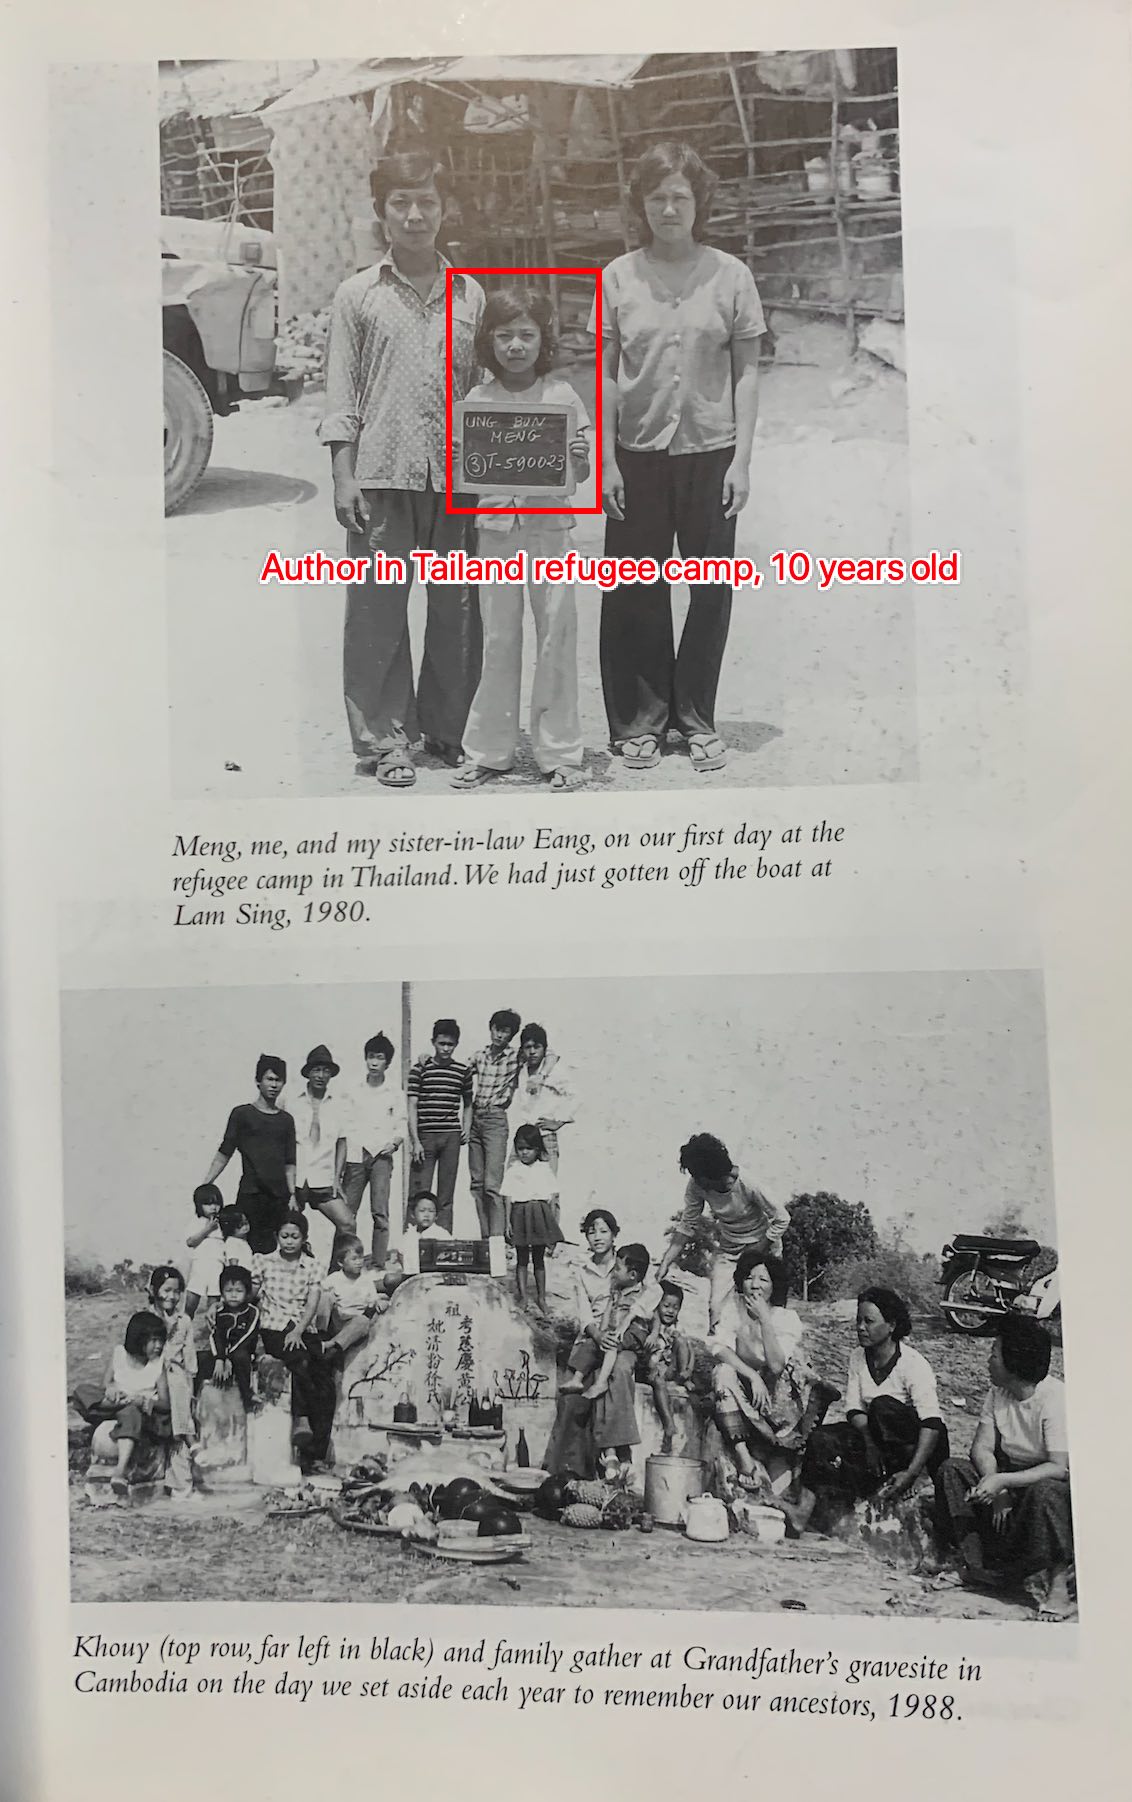 UNG BUN
MENG
③T-590023
Author in Tailand refugee camp, 10 years old
Meng, me, and my sister-in-law Eang, on our first day at the
refugee camp in Thailand. We had just gotten off the boat at
Lam Sing, 1980.
祖
考慈慶黃公
妣清粉徐氏
Khouy (top row, far left in black) and family gather at Grandfather's gravesite in
Cambodia on the day we set aside each year to remember our ancestors, 1988.